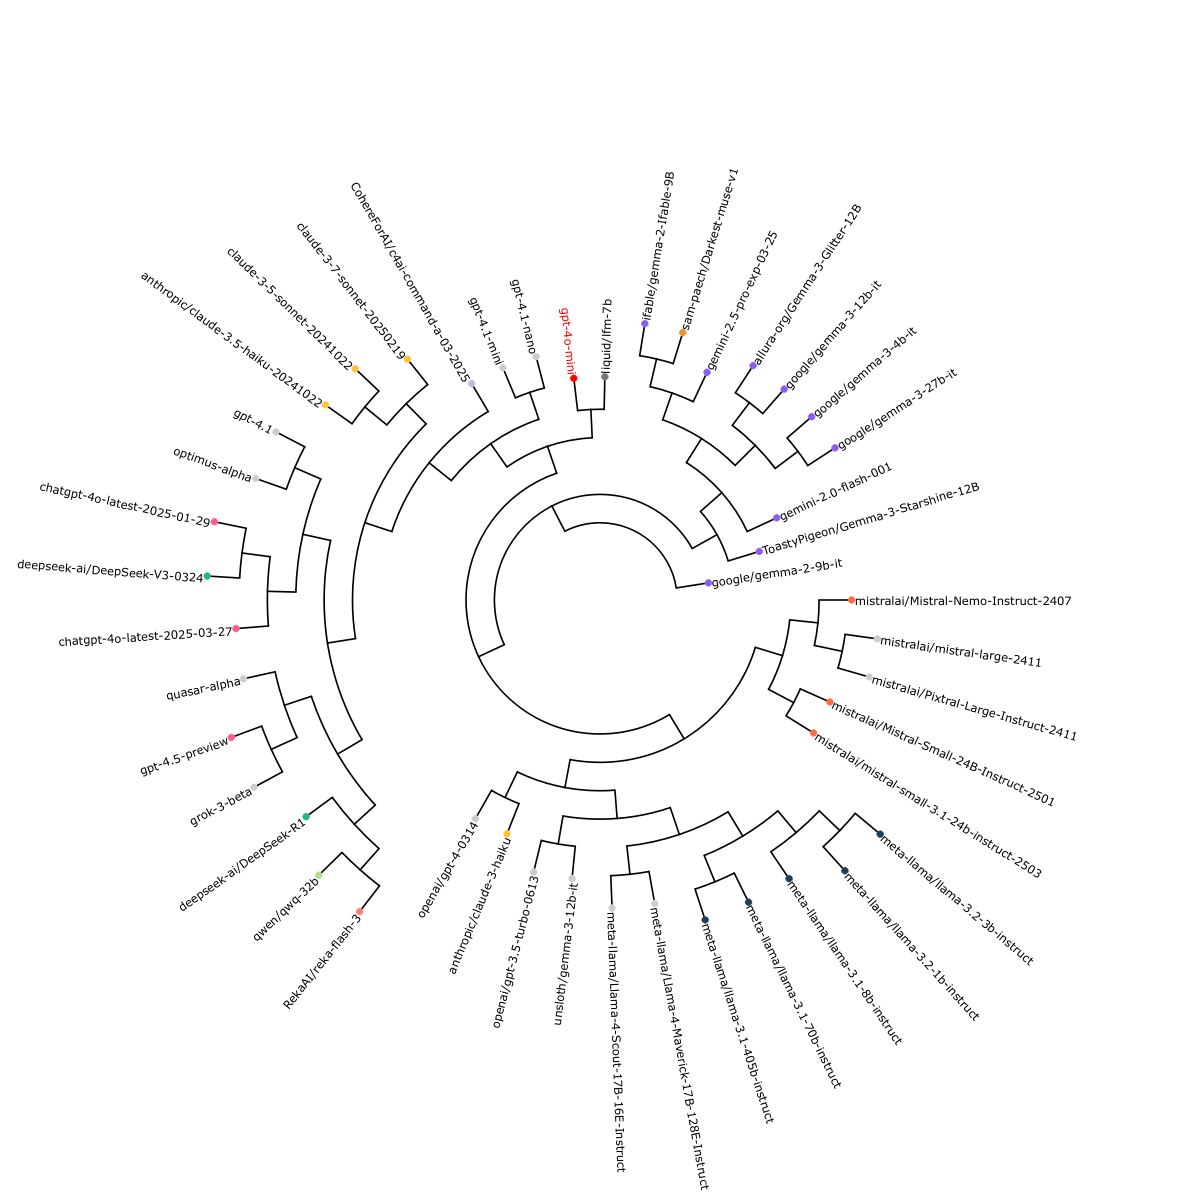 ifable/gemma-2-Ifable-9B
sam-paech/Darkest-muse-v1
gemini-2.5-pro-exp-03-25
allura-org/Gemma-3-Glitter-12B
google/gemma-3-12b-it
google/gemma-3-4b-it
google/gemma-3-27b-it
gemini-2.0-flash-001
ToastyPigeon/Gemma-3-Starshine-12B
google/gemma-2-9b-it
mistralai/Mistral-Nemo-Instruct-2407
mistralai/mistral-large-2411
mistralai/Pixtral-Large-Instruct-2411
mistralai/Mistral-Small-24B-Instruct-2501
mistralai/mistral-small-3.1-24b-instruct-2503
meta-llama/llama-3.2-3b-instruct
meta-llama/llama-3.2-1b-instruct
meta-llama/llama-3.1-8b-instruct
meta-llama/llama-3.1-70b-instruct
meta-llama/llama-3.1-405b-instruct
meta-llama/Llama-4-Maverick-17B-128E-Instruct
meta-llama/Llama-4-Scout-17B-16E-Instruct
unsloth/gemma-3-12b-it
openai/gpt-3.5-turbo-0613
anthropic/claude-3-haiku
openai/gpt-4-0314
RekaAI/reka-flash-3
qwen/qwq-32b
deepseek-ai/DeepSeek-R1
grok-3-beta
gpt-4.5-preview
quasar-alpha
chatgpt-4o-latest-2025-03-27
deepseek-ai/DeepSeek-V3-0324
chatgpt-4o-latest-2025-01-29
optimus-alpha
gpt-4.1
anthropic/claude-3.5-haiku-20241022
claude-3-5-sonnet-20241022
claude-3-7-sonnet-20250219
CohereForAI/c4ai-command-a-03-2025
gpt-4.1-mini
gpt-4.1-nano
gpt-4o-mini
liquid/lfm-7b